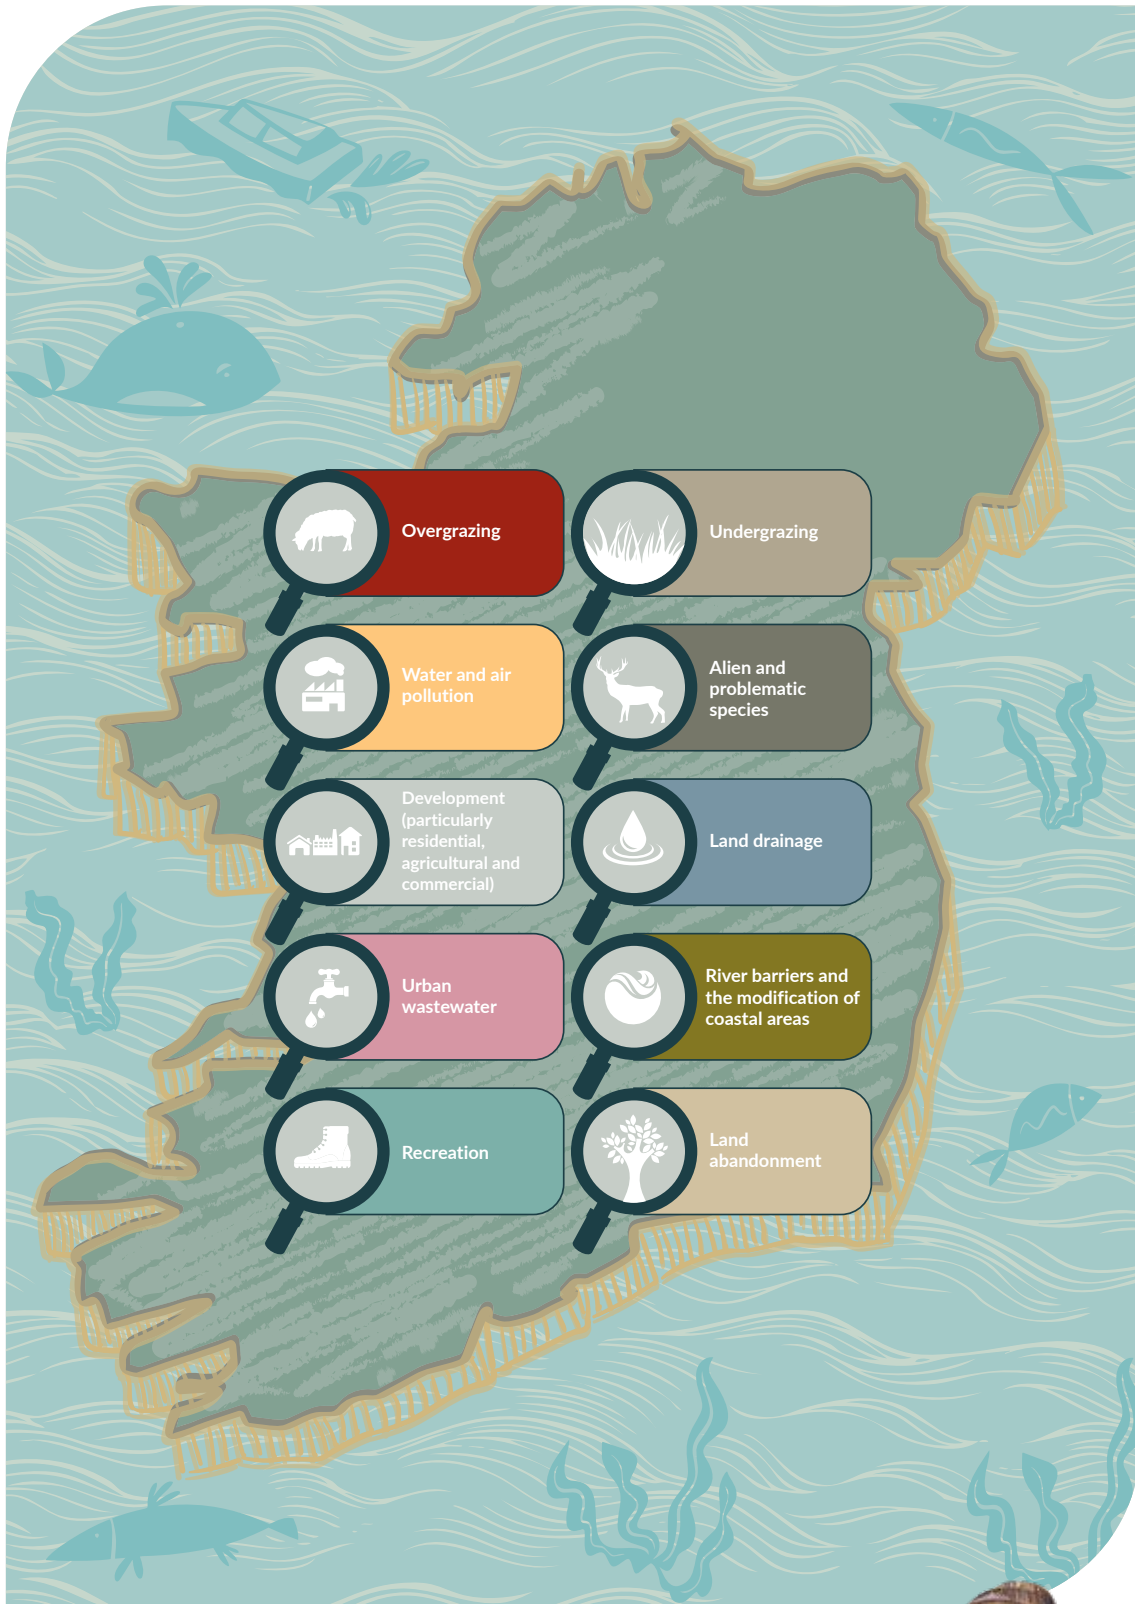 Overgrazing
Undergrazing
Water and air
pollution
Alien and
problematic
species
Development
(particularly
residential,
agricultural and
commercial)
Land drainage
Urban
wastewater
River barriers and
the modification of
coastal areas
Recreation
Land
abandonment